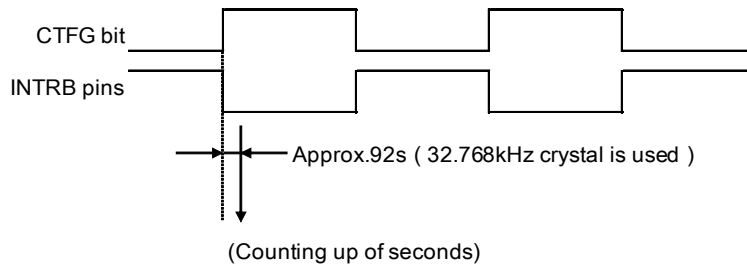 CTFG bit
INTRB pins
Approx.92s ( 32.768kHz crystal is used )
(Counting up of seconds)